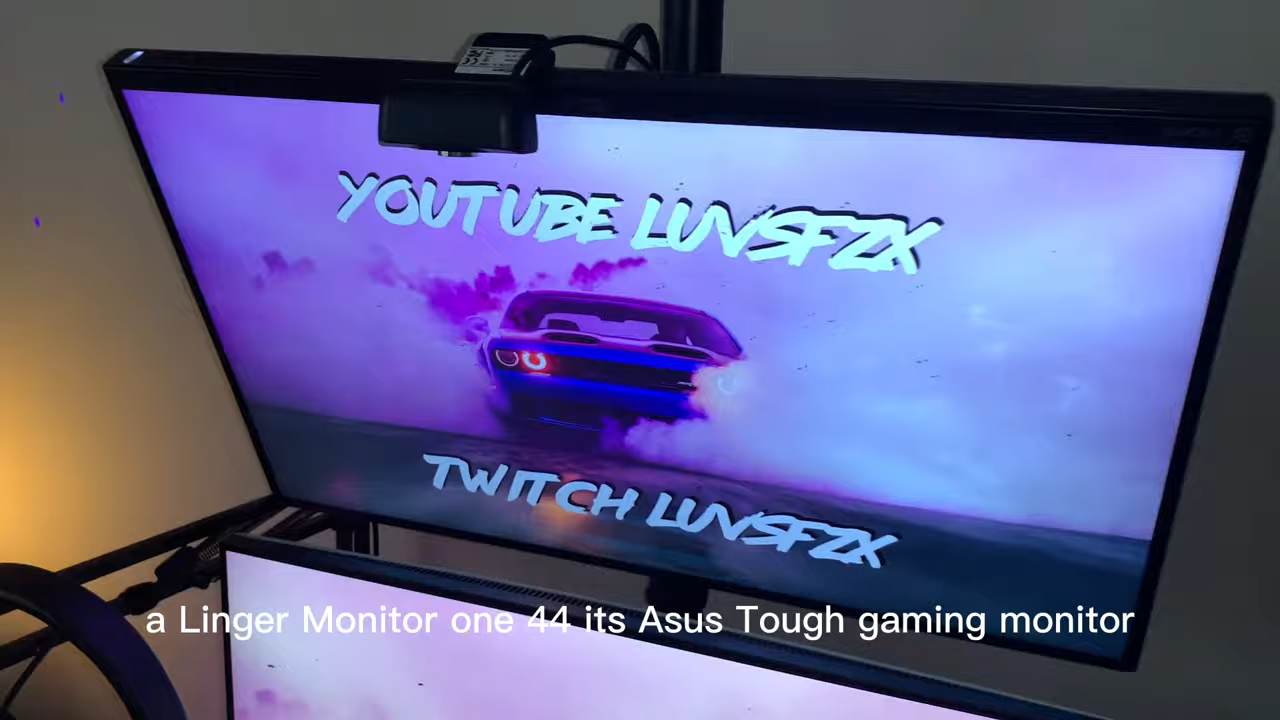 YOUTUBE LUVSFZX
TWITCH LUVSFZX
a Linger Monitor one 44 its Asus Tough gaming monitor